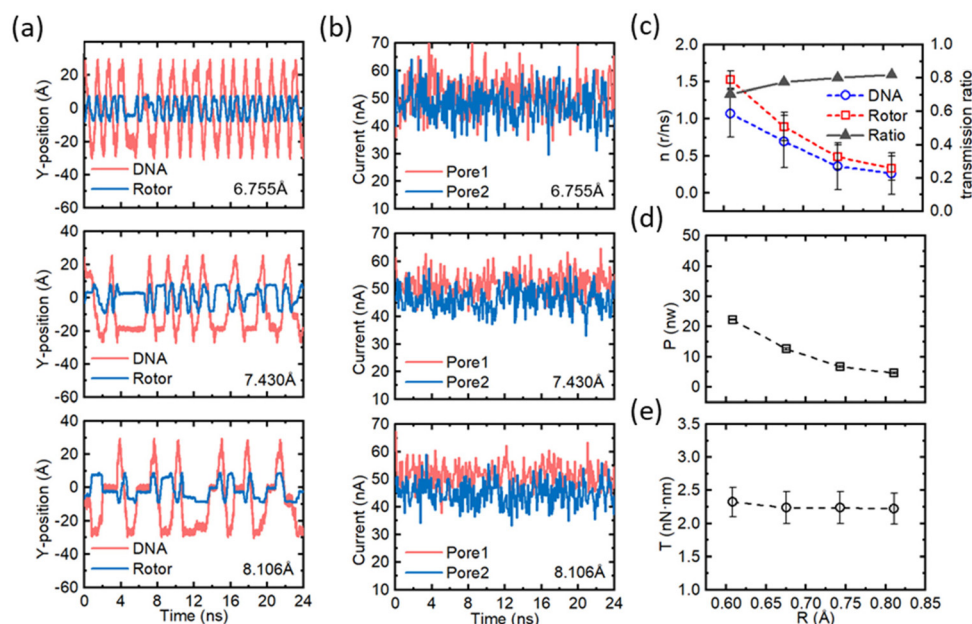 (a)
Y-position (Å)
40
20
0
-20
-40
-60
DNA
Rotor
6.755Å
40
20
0
-20
-40
-60
Y-position (Å)
DNA
Rotor
7.430Å
40
20
0
-20
-40
-60
Y-position (Å)
DNA
Rotor
8.106Å
0 4 8 12 16 20 24
Time (ns)
(b)
Current (nA)
70
60
50
40
30
20
10
Pore1
Pore2
6.755Å
Current (nA)
70
60
50
40
30
20
10
Pore1
Pore2
7.430Å
Current (nA)
70
60
50
40
30
20
10
Pore1
Pore2
8.106Å
0 4 8 12 16 20 24
Time (ns)
(c)
n (r/ns)
2.0
1.5
1.0
0.5
0.0
DNA
Rotor
Ratio
1.0
0.8
0.6
0.4
0.2
0.0
transmission ratio
(d)
P (nw)
50
40
30
20
10
0
(e)
T (nN·nm)
3.5
3.0
2.5
2.0
1.5
1.0
0.60 0.65 0.70 0.75 0.80 0.85
R (Å)